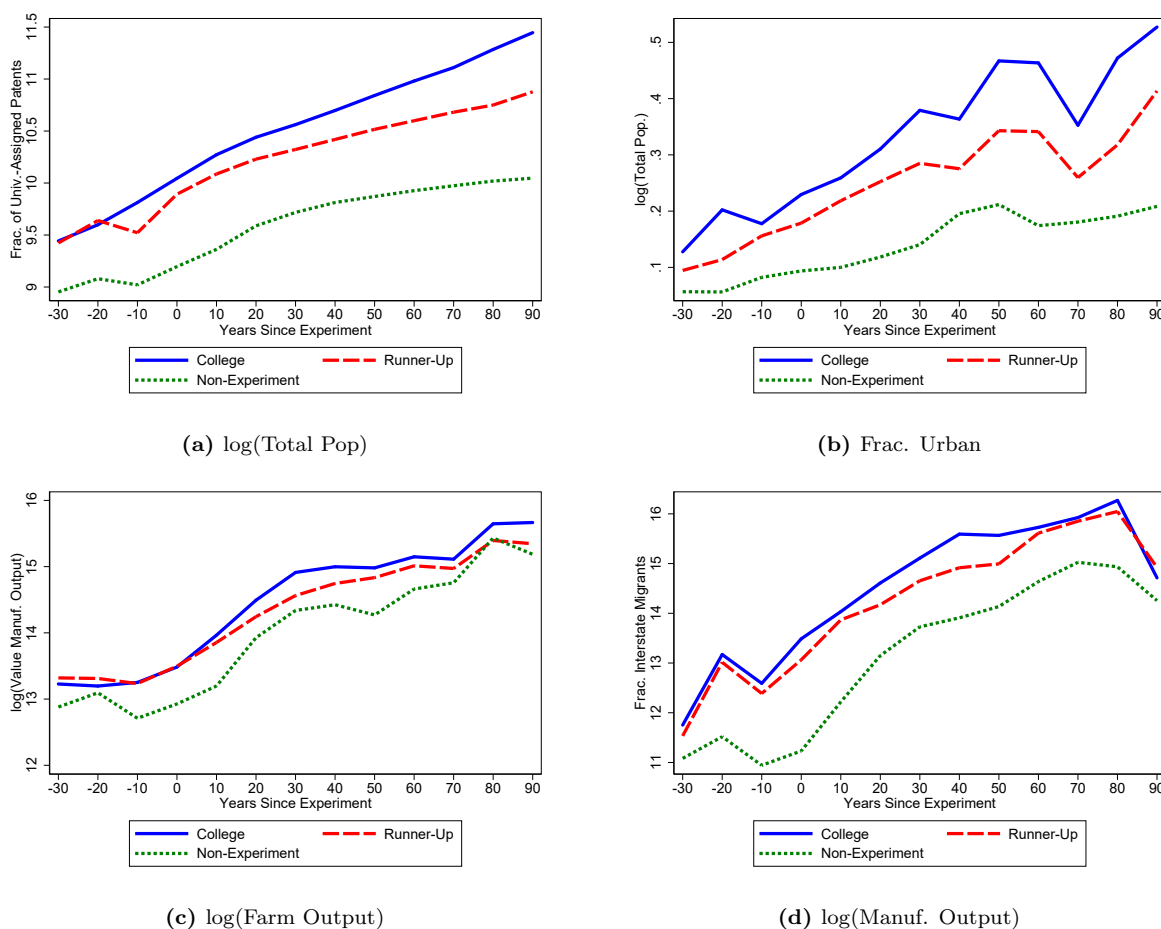 Frac. of Univ.-Assigned Patents
11.5
11
10.5
10
9.5
9
-30 -20 -10 0 10 20 30 40 50 60 70 80 90
Years Since Experiment
College Runner-Up
Non-Experiment
(a) log(Total Pop)
log(Total Pop.)
.5
.4
.3
.2
.1
-30 -20 -10 0 10 20 30 40 50 60 70 80 90
Years Since Experiment
College Runner-Up
Non-Experiment
(b) Frac. Urban
log(Value Manuf. Output)
16
15
14
13
12
-30 -20 -10 0 10 20 30 40 50 60 70 80 90
Years Since Experiment
College Runner-Up
Non-Experiment
(c) log(Farm Output)
Frac. Interstate Migrants
16
15
14
13
12
11
-30 -20 -10 0 10 20 30 40 50 60 70 80 90
Years Since Experiment
College Runner-Up
Non-Experiment
(d) log(Manuf. Output)